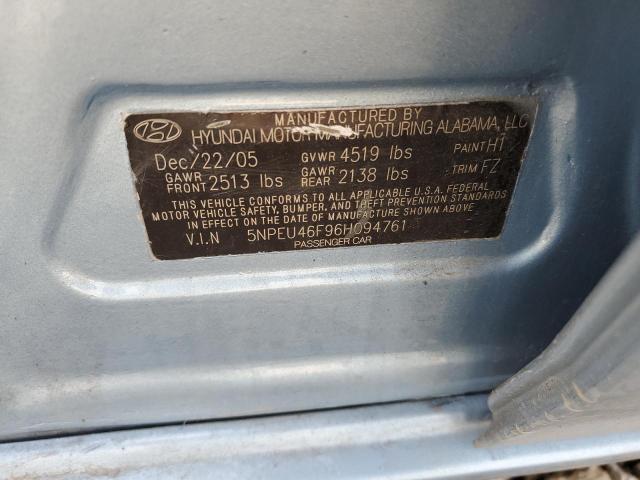 MANUFACTURED BY
HYUNDAI MOTOR MANUFACTURING ALABAMA, LLC
Dec/22/05 GVWR 4519 lbs PAINT HT
GAWR FRONT 2513 lbs GAWR REAR 2138 lbs TRIM FZ
THIS VEHICLE CONFORMS TO ALL APPLICABLE U.S.A. FEDERAL
MOTOR VEHICLE SAFETY, BUMPER, AND THEFT PREVENTION STANDARDS
IN EFFECT ON THE DATE OF MANUFACTURE SHOWN ABOVE.
V.I.N 5NPEU46F96H094761
PASSENGER CAR